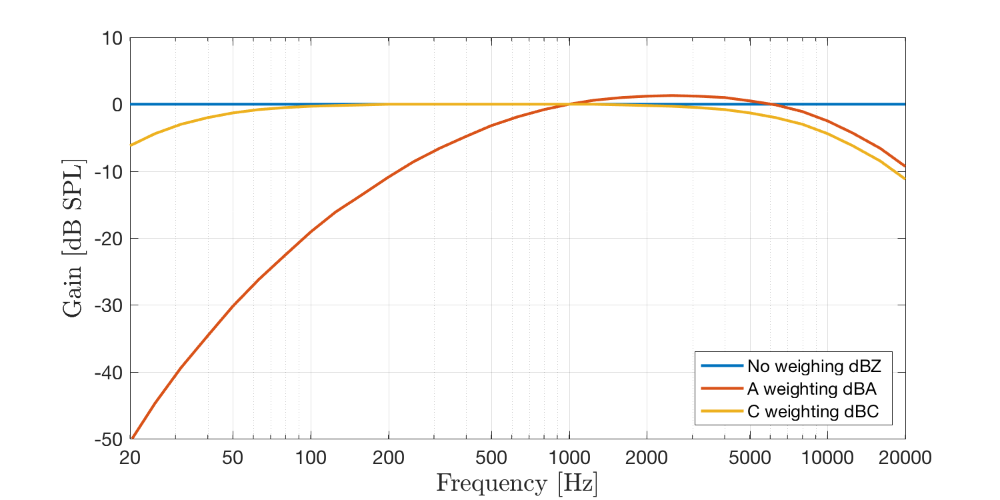 10
0
-10
-20
-30
-40
-50
Gain [dB SPL]
No weighing dBZ
A weighting dBA
C weighting dBC
20 50 100 200 500 1000 2000 5000 10000 20000
Frequency [Hz]